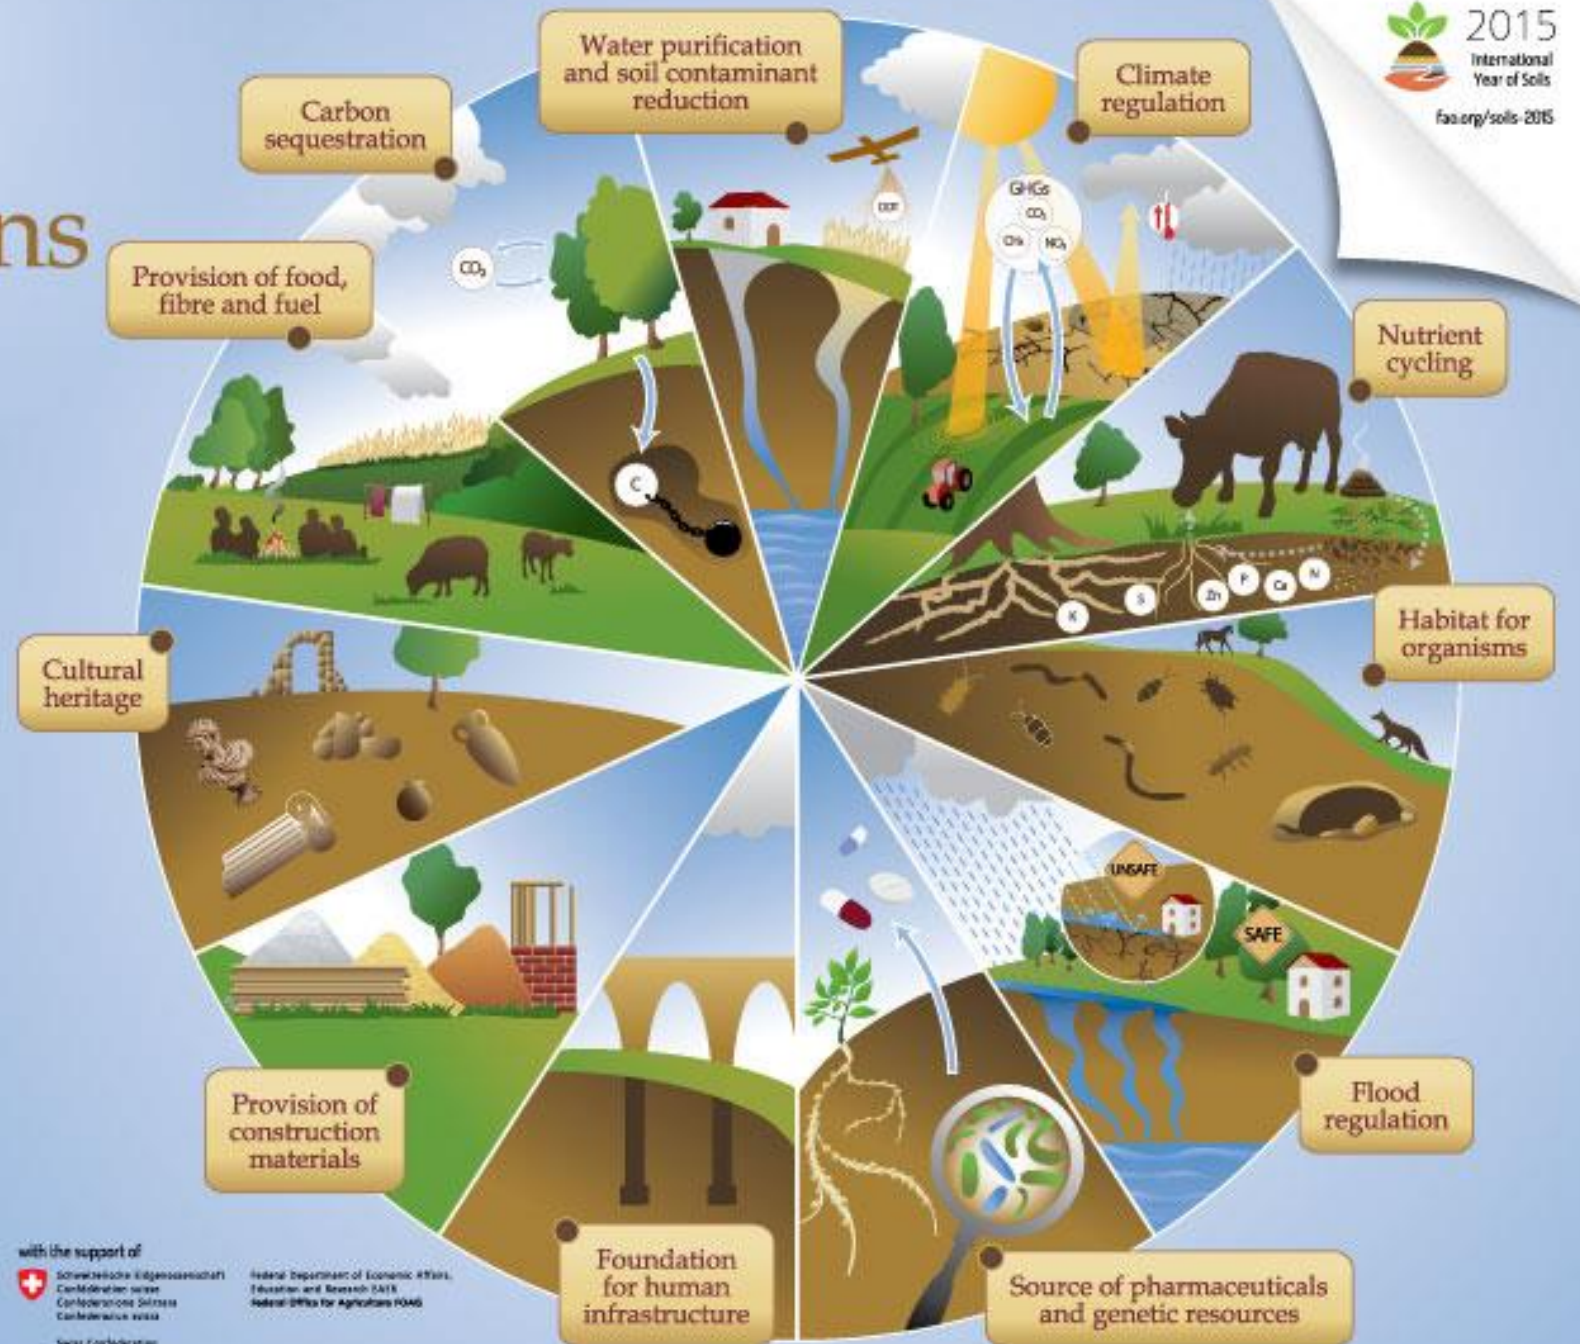 ns
2015
International
Year of Soils
fao.org/soils-2015
Water purification
and soil contaminant
reduction
Climate
regulation
Carbon
sequestration
Provision of food,
fibre and fuel
Nutrient
cycling
Habitat for
organisms
Cultural
heritage
Flood
regulation
Provision of
construction
materials
Foundation
for human
infrastructure
Source of pharmaceuticals
and genetic resources
CO₂
C
DDT
GHGs
CO₂
CH₄
NO₂
K
S
Zn
P
Ca
N
UNSAFE
SAFE
with the support of
Schweizerische Eidgenossenschaft
Confédération suisse
Confederazione Svizzera
Confederaziun svizra
Swiss Confederation
Federal Department of Economic Affairs,
Education and Research EAER
Federal Office for Agriculture FOAG